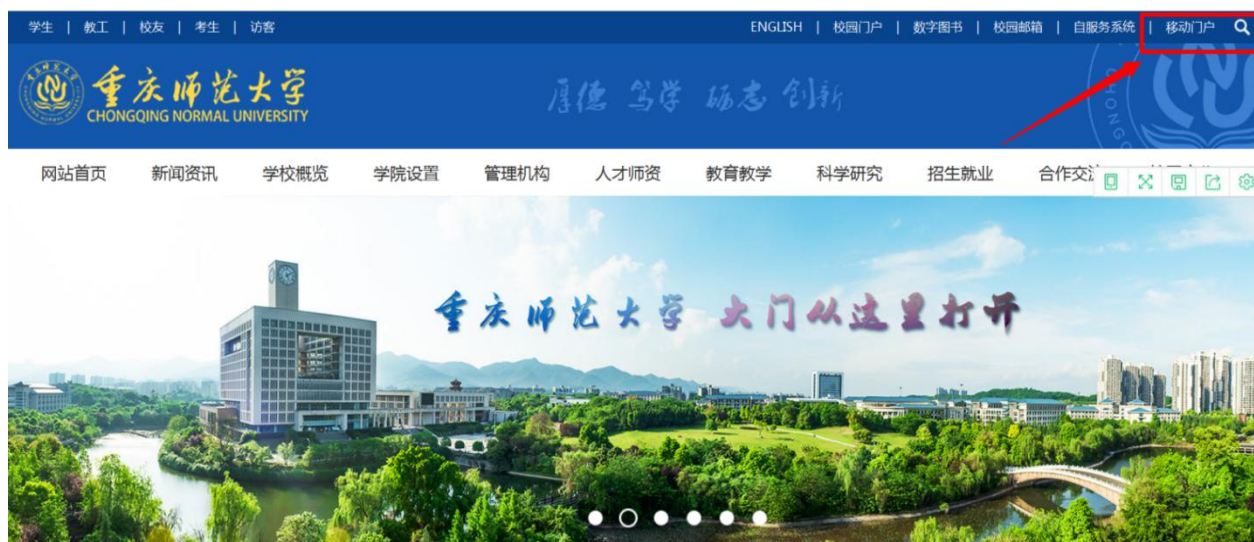 学生 | 教工 | 校友 | 考生 | 访客
ENGLISH | 校园门户 | 数字图书 | 校园邮箱 | 自服务系统 | 移动门户
重庆师范大学
CHONGQING NORMAL UNIVERSITY
厚德 笃学 砺志 创新
CHONGQ
网站首页 新闻资讯 学校概览 学院设置 管理机构 人才师资 教育教学 科学研究 招生就业 合作交流
重庆师范大学 大门从这里打开